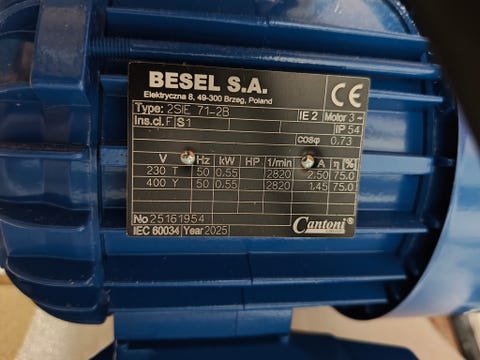 BESEL S.A.
Elektryczna 8, 49-300 Brzeg, Poland
CE
Type: 2SIE 71-2B IE 2 Motor 3~
Ins.cl. F S1 IP 54
cosφ 0,73
V Hz kW HP 1/min A η [%]
230 T 50 0.55 2820 2.50 75.0
400 Y 50 0.55 2820 1.45 75.0
No 25161954
IEC 60034 Year 2025
Cantoni ®